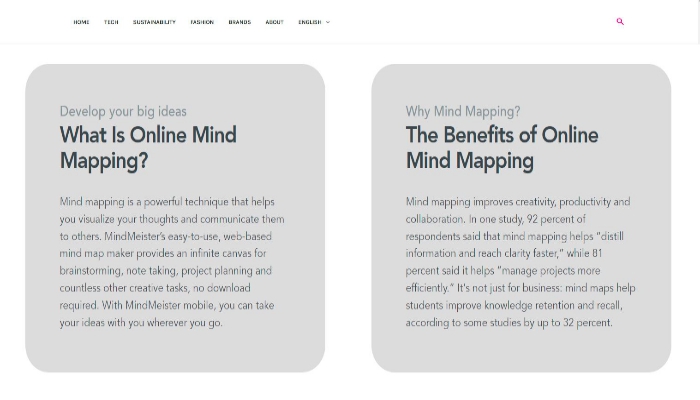 HOME TECH SUSTAINABILITY FASHION BRANDS ABOUT ENGLISH
Develop your big ideas
What Is Online Mind
Mapping?
Mind mapping is a powerful technique that helps
you visualize your thoughts and communicate them
to others. MindMeister's easy-to-use, web-based
mind map maker provides an infinite canvas for
brainstorming, note taking, project planning and
countless other creative tasks, no download
required. With MindMeister mobile, you can take
your ideas with you wherever you go.
Why Mind Mapping?
The Benefits of Online
Mind Mapping
Mind mapping improves creativity, productivity and
collaboration. In one study, 92 percent of
respondents said that mind mapping helps “distill
information and reach clarity faster,” while 81
percent said it helps “manage projects more
efficiently.” It's not just for business: mind maps help
students improve knowledge retention and recall,
according to some studies by up to 32 percent.